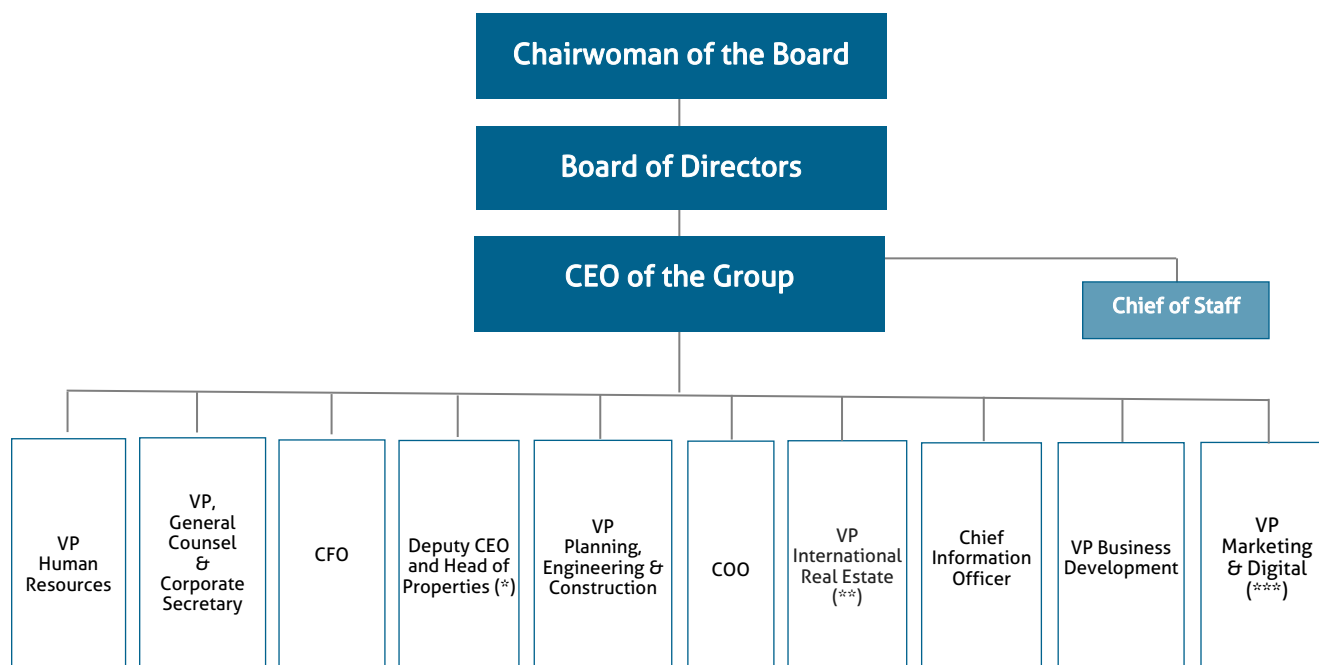 Chairwoman of the Board
Board of Directors
CEO of the Group
Chief of Staff
VP
Human
Resources
VP,
General
Counsel
&
Corporate
Secretary
CFO
Deputy CEO
and Head of
Properties (*)
VP
Planning,
Engineering &
Construction
COO
VP
International
Real Estate
(**)
Chief
Information
Officer
VP Business
Development
VP
Marketing
& Digital
(***)